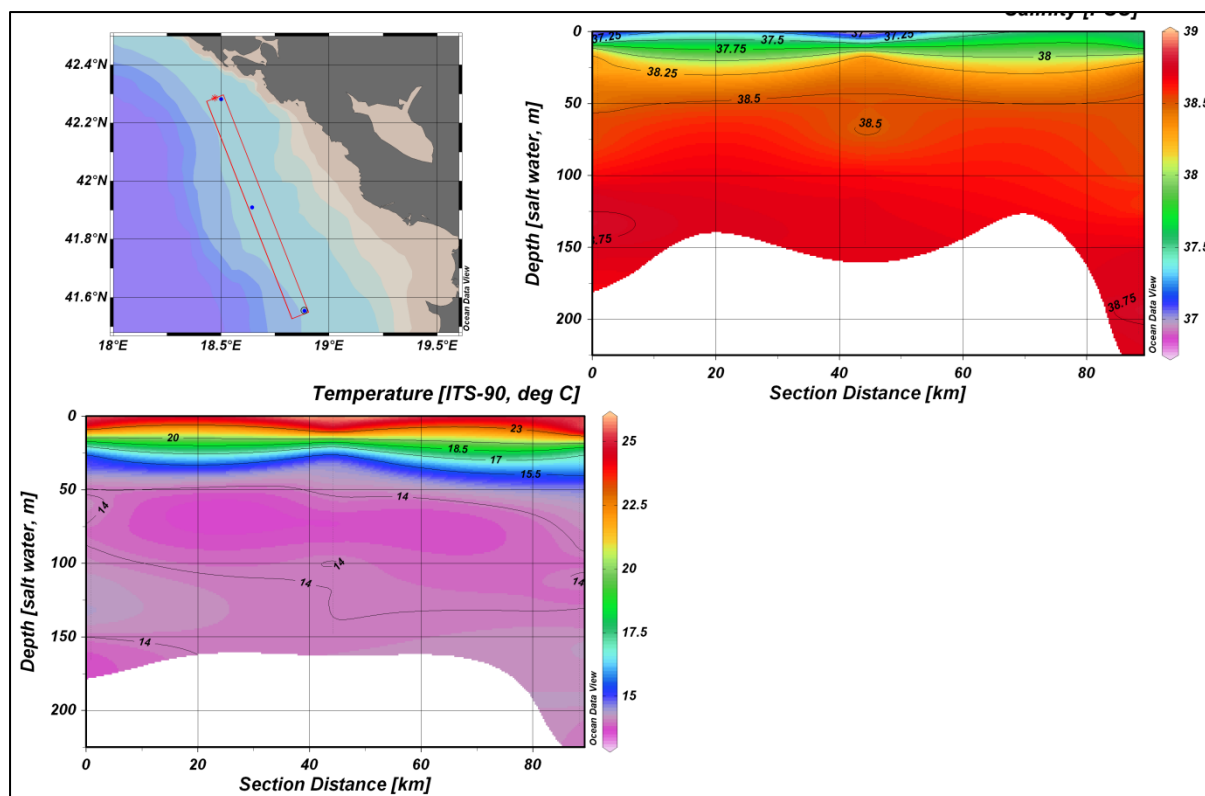 Salinity [PSU]
42.4°N
42.2°N
42°N
41.8°N
41.6°N
18°E
18.5°E
19°E
19.5°E
Ocean Data View
0
50
100
150
200
Depth [salt water, m]
37.25
37.5
37
37.25
37.75
38
38.25
38.5
38.5
.75
38.75
0
20
40
60
80
Section Distance [km]
Ocean Data View
39
38.5
38
37.5
37
Temperature [ITS-90, deg C]
0
50
100
150
200
Depth [salt water, m]
23
20
18.5
17
15.5
14
14
14
14
14
14
0
20
40
60
80
Section Distance [km]
Ocean Data View
25
22.5
20
17.5
15